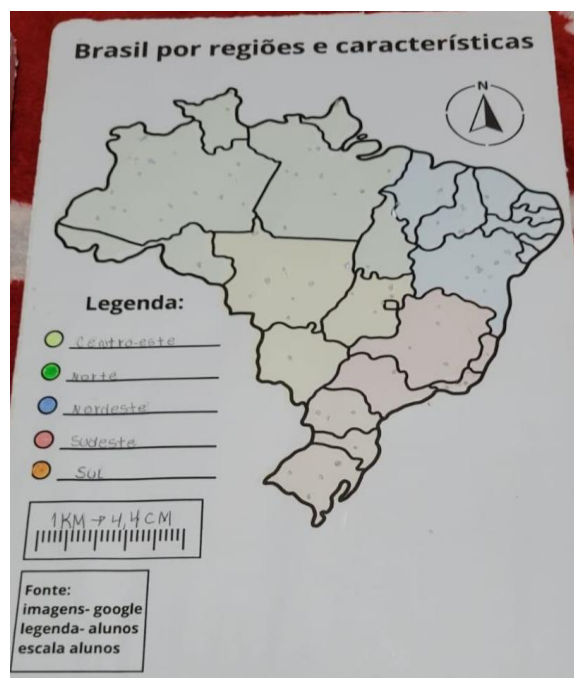 Brasil por regiões e características
N
Legenda:
Centro-este
Norte
Nordeste
Sudeste
Sul
1KM → 4,4CM
Fonte:
imagens- google
legenda- alunos
escala alunos